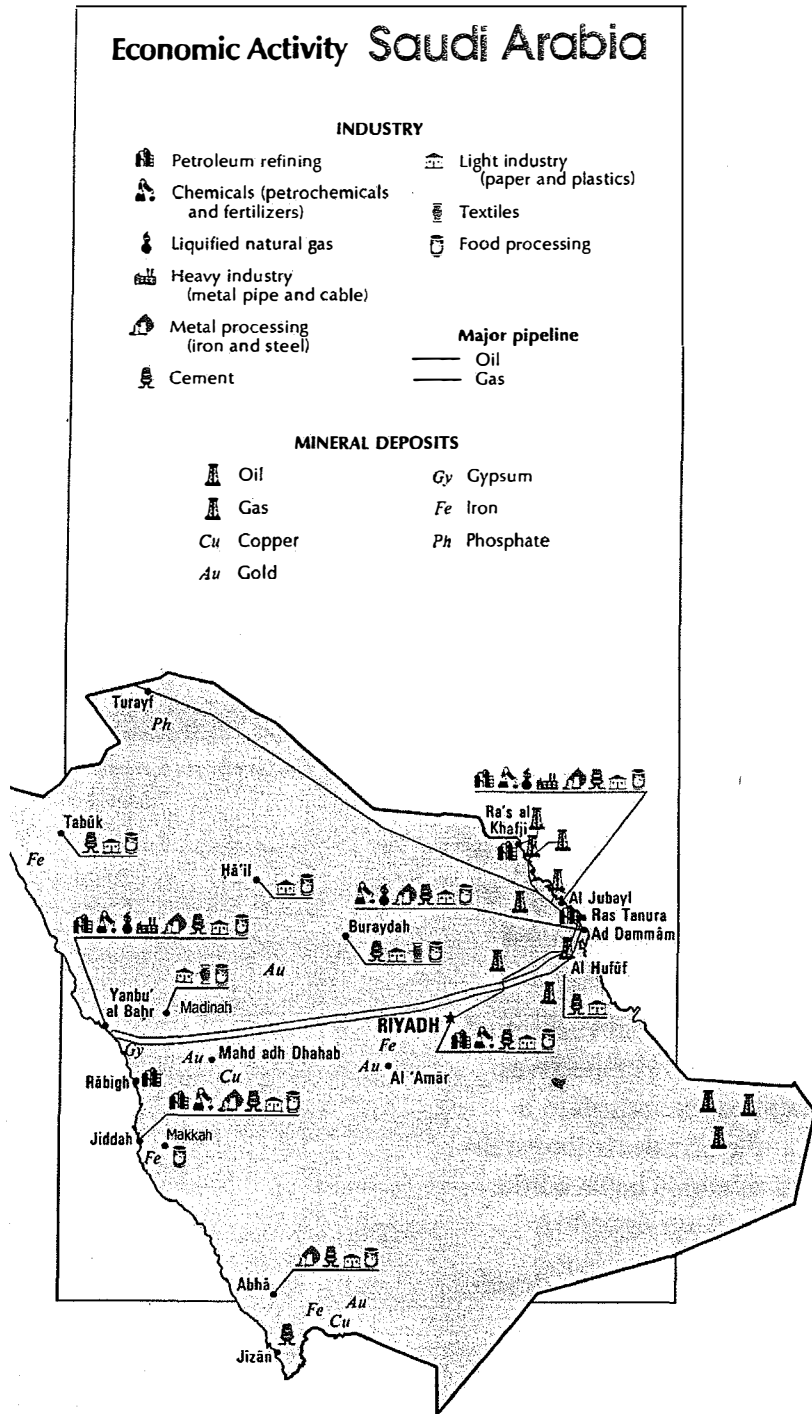 Economic Activity Saudi Arabia
INDUSTRY
Petroleum refining
Chemicals (petrochemicals
and fertilizers)
Liquified natural gas
Heavy industry
(metal pipe and cable)
Metal processing
(iron and steel)
Cement
Light industry
(paper and plastics)
Textiles
Food processing
Major pipeline
Oil
Gas
MINERAL DEPOSITS
Oil
Gas
Cu Copper
Au Gold
Gy Gypsum
Fe Iron
Ph Phosphate
Turayf
Ph
Ra's al
Khafji
Tabūk
Fe
Ḥā'il
Al Jubayl
Ras Tanura
Ad Dammām
Buraydah
Au
Al Hufūf
Yanbu'
al Baḥr
Madinah
RIYADH
Gy
Fe
Au Mahd adh Dhahab
Cu
Au
Al 'Amār
Rābigh
Jiddah
Makkah
Fe
Abhā
Au
Fe
Cu
Jīzān